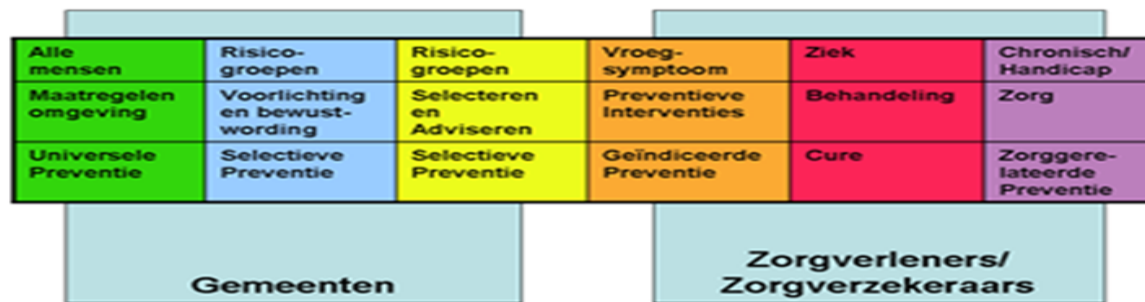 Alle
mensen
Risico-
groepen
Risico-
groepen
Vroeg-
symptoom
Ziek
Chronisch/
Handicap
Maatregelen
omgeving
Voorlichting
en bewust-
wording
Selecteren
en
Adviseren
Preventieve
Interventies
Behandeling
Zorg
Universele
Preventie
Selectieve
Preventie
Selectieve
Preventie
Geïndiceerde
Preventie
Cure
Zorggere-
lateerde
Preventie
Gemeenten
Zorgverleners/
Zorgverzekeraars